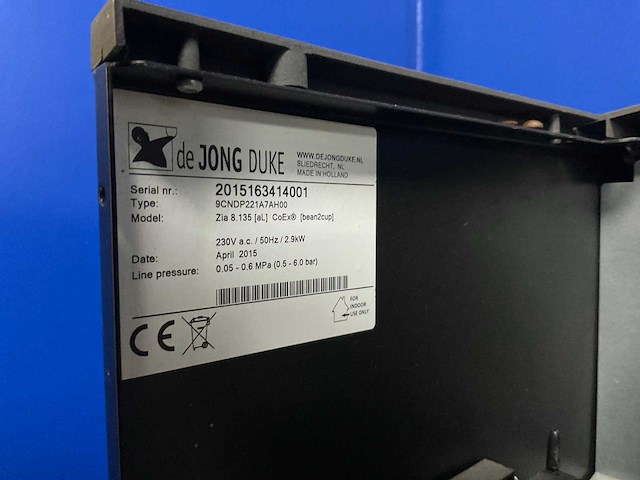 de JONG DUKE
WWW.DEJONGDUKE.NL
SLIEDRECHT, NL
MADE IN HOLLAND
Serial nr.: 2015163414001
Type: 9CNDP221A7AH00
Model: Zia 8.135 [aL] CoEx® [bean2cup]
230V a.c. / 50Hz / 2.9kW
Date: April 2015
Line pressure: 0.05 - 0.6 MPa (0.5 - 6.0 bar)
CE
FOR
INDOOR
USE ONLY